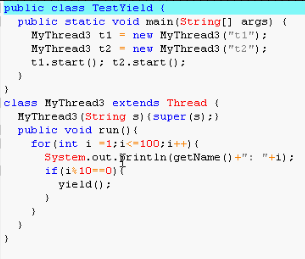 public class TestYield {
public static void main(String[] args) {
MyThread3 t1 = new MyThread3("t1");
MyThread3 t2 = new MyThread3("t2");
t1.start(); t2.start();
}
}
class MyThread3 extends Thread {
MyThread3(String s){super(s);}
public void run(){
for(int i =1;i<=100;i++){
System.out.println(getName()+": "+i);
if(i%10==0){
yield();
}
}
}
}